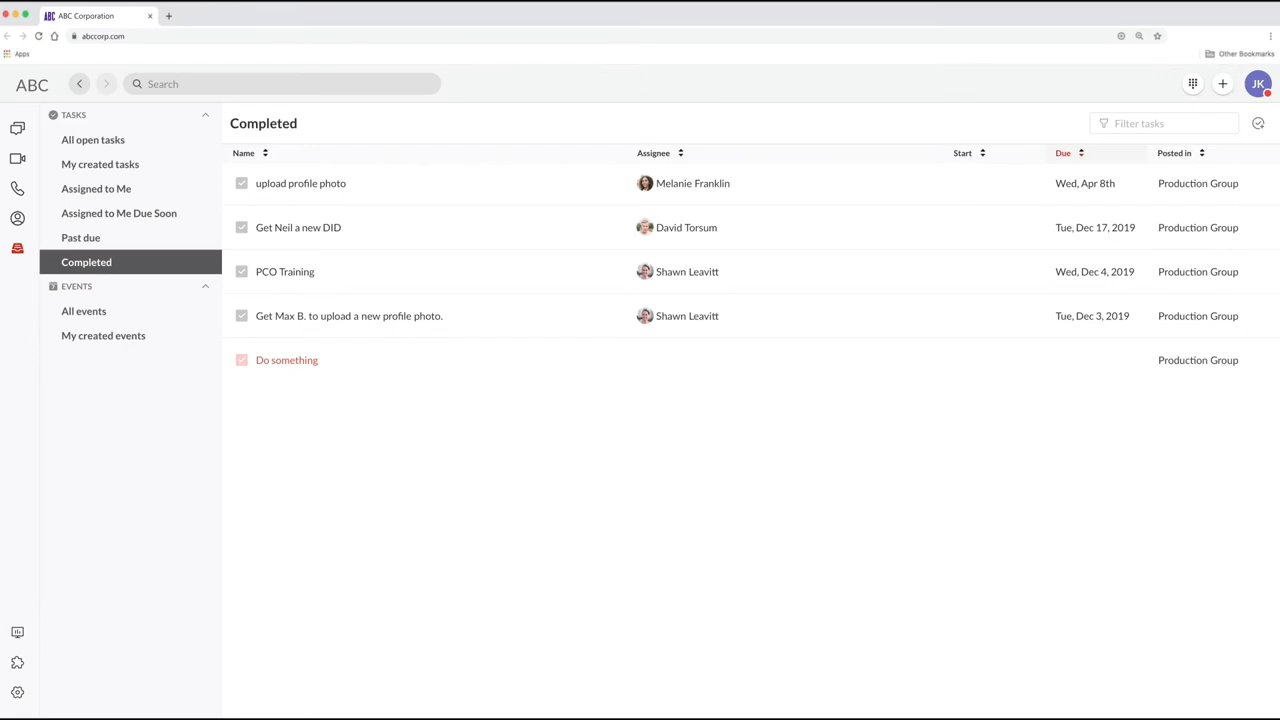 ABC ABC Corporation × +
abccorp.com
Apps Other Bookmarks
ABC Search + JK
TASKS
All open tasks
My created tasks
Assigned to Me
Assigned to Me Due Soon
Past due
Completed
EVENTS
All events
My created events
Completed Filter tasks
Name Assignee Start Due Posted in
upload profile photo Melanie Franklin Wed, Apr 8th Production Group
Get Neil a new DID David Torsum Tue, Dec 17, 2019 Production Group
PCO Training Shawn Leavitt Wed, Dec 4, 2019 Production Group
Get Max B. to upload a new profile photo. Shawn Leavitt Tue, Dec 3, 2019 Production Group
Do something Production Group